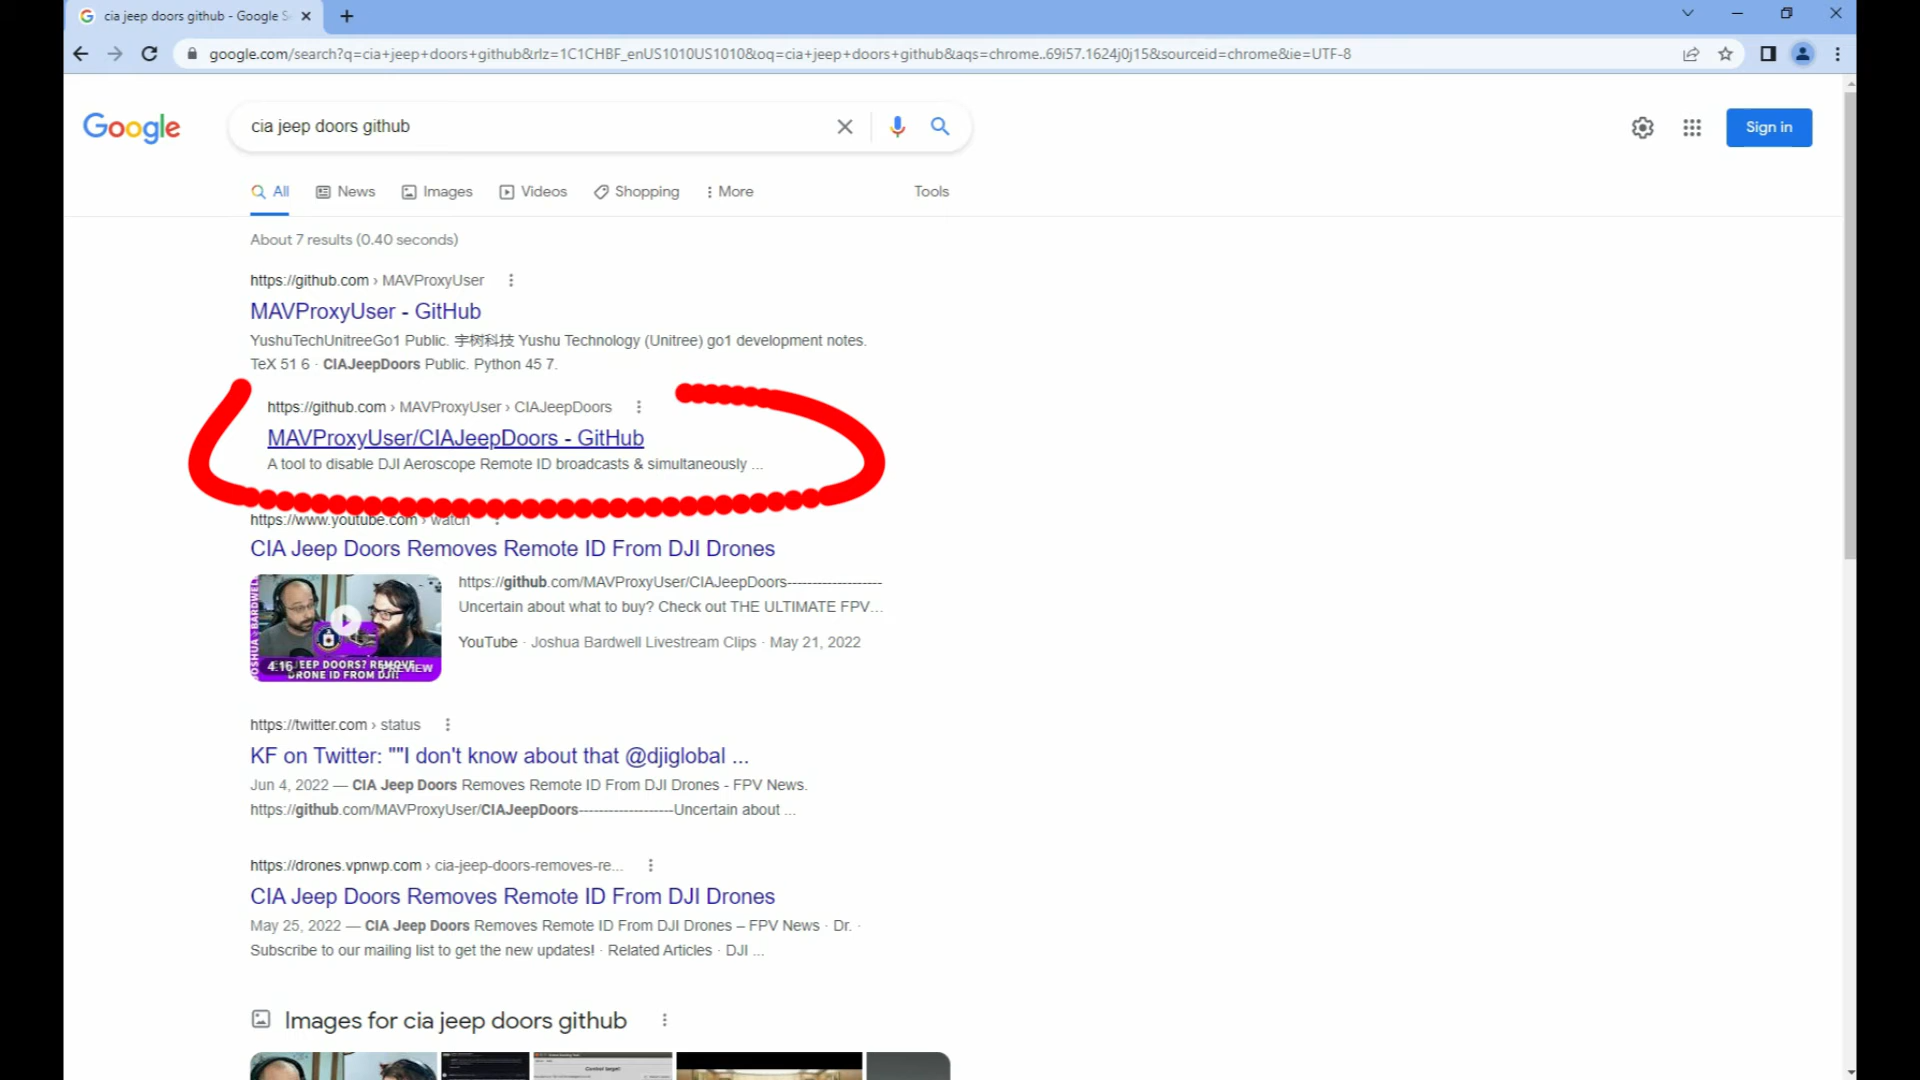 cia jeep doors github - Google S
google.com/search?q=cia+jeep+doors+github&rlz=1C1CHBF_enUS1010US1010&oq=cia+jeep+doors+github&aqs=chrome..69i57.1624j0j15&sourceid=chrome&ie=UTF-8
Google
cia jeep doors github
Sign in
All News Images Videos Shopping More Tools
About 7 results (0.40 seconds)
https://github.com › MAVProxyUser
MAVProxyUser - GitHub
YushuTechUnitreeGo1 Public. 宇树科技 Yushu Technology (Unitree) go1 development notes.
TeX 51 6 · CIAJeepDoors Public. Python 45 7.
https://github.com › MAVProxyUser › CIAJeepDoors
MAVProxyUser/CIAJeepDoors - GitHub
A tool to disable DJI Aeroscope Remote ID broadcasts & simultaneously ...
https://www.youtube.com › watch
CIA Jeep Doors Removes Remote ID From DJI Drones
https://github.com/MAVProxyUser/CIAJeepDoors-------------------
Uncertain about what to buy? Check out THE ULTIMATE FPV...
YouTube · Joshua Bardwell Livestream Clips · May 21, 2022
JOSHUA BARDWELL
4:16
JEEP DOORS? REMOVE
PREVIEW
DRONE ID FROM DJI!
https://twitter.com › status
KF on Twitter: ""I don't know about that @djiglobal ...
Jun 4, 2022 — CIA Jeep Doors Removes Remote ID From DJI Drones - FPV News.
https://github.com/MAVProxyUser/CIAJeepDoors-------------------Uncertain about ...
https://drones.vpnwp.com › cia-jeep-doors-removes-re...
CIA Jeep Doors Removes Remote ID From DJI Drones
May 25, 2022 — CIA Jeep Doors Removes Remote ID From DJI Drones – FPV News · Dr. ·
Subscribe to our mailing list to get the new updates! · Related Articles · DJI ...
Images for cia jeep doors github